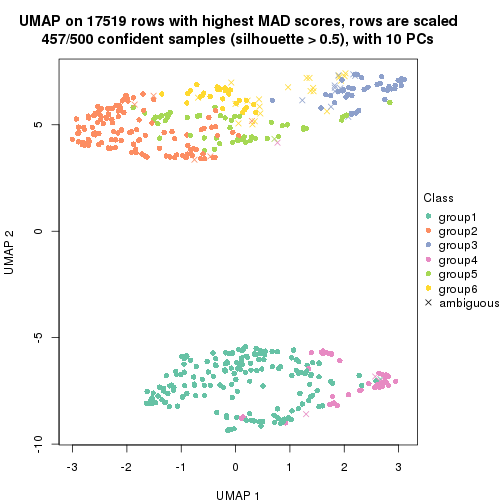 UMAP on 17519 rows with highest MAD scores, rows are scaled
457/500 confident samples (silhouette > 0.5), with 10 PCs
5
0
-5
-10
UMAP 2
-3
-2
-1
0
1
2
3
UMAP 1
Class
group1
group2
group3
group4
group5
group6
ambiguous